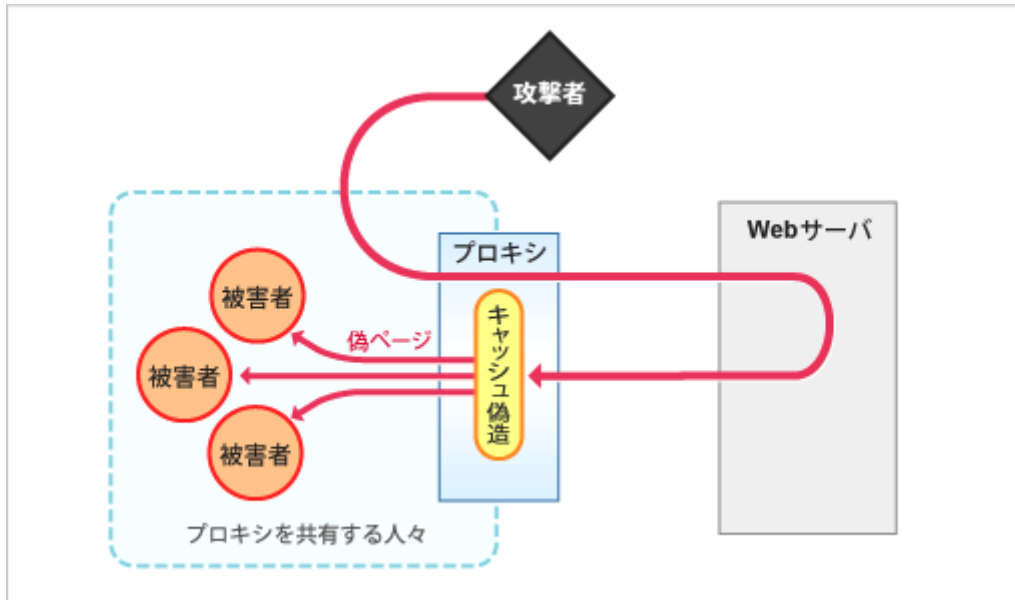 攻撃者
Webサーバ
プロキシ
被害者
偽ページ
キャッシュ偽造
被害者
被害者
プロキシを共有する人々